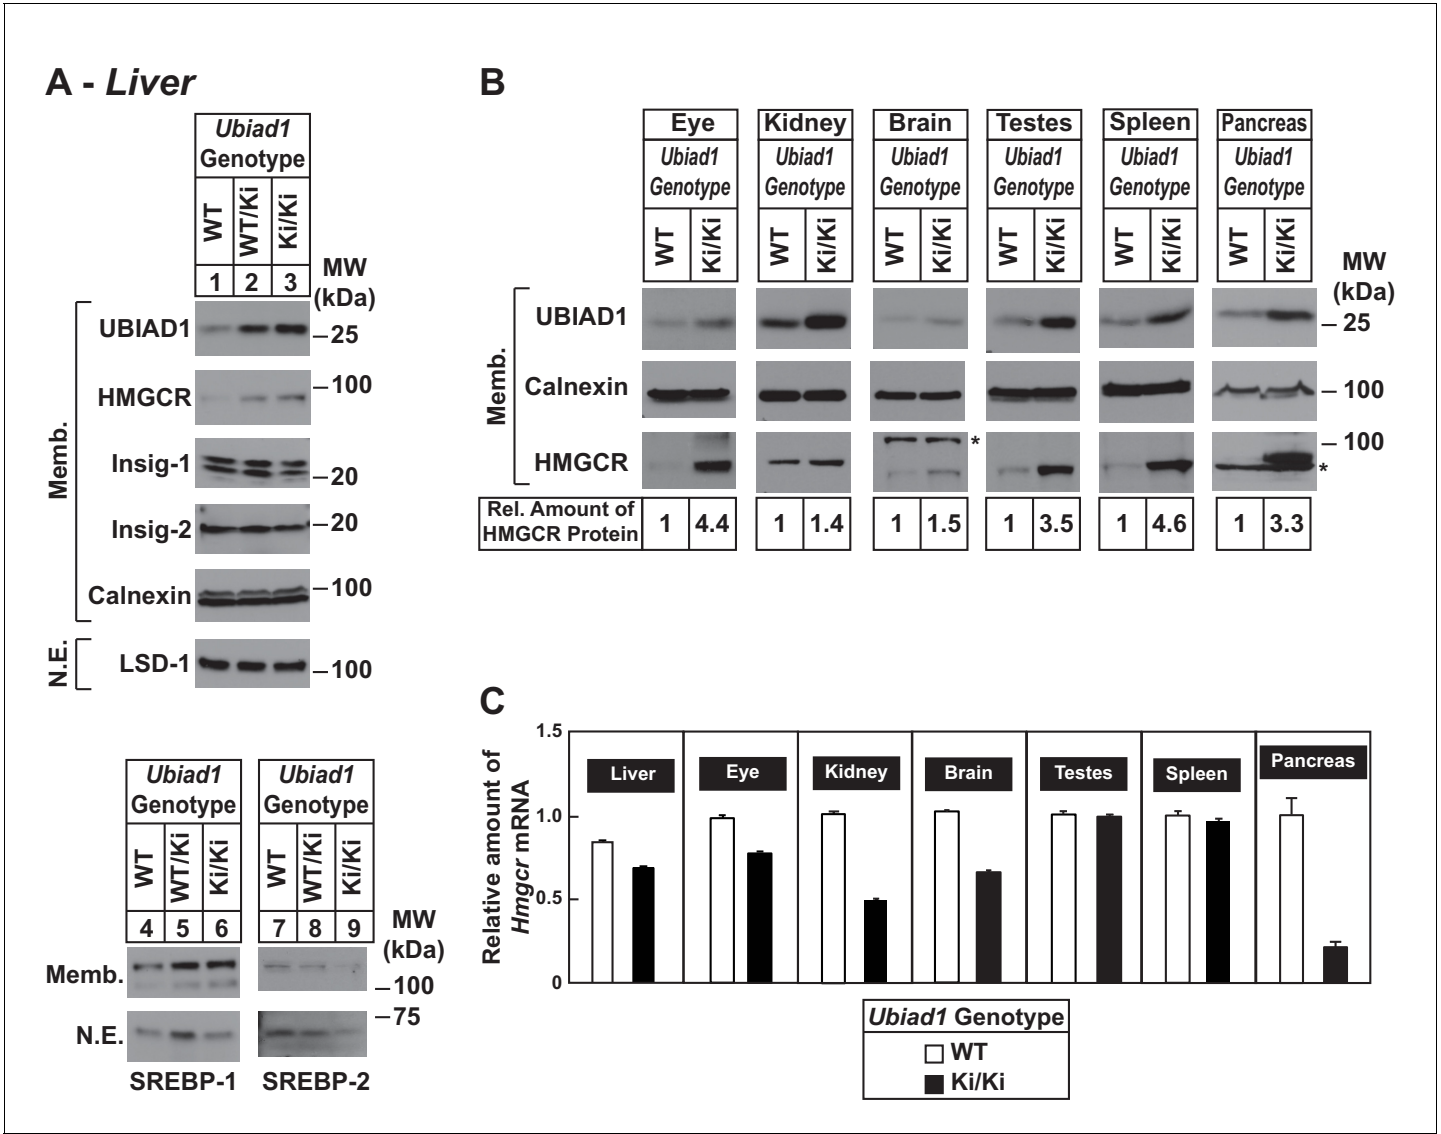 A - Liver
Ubiad1
Genotype
WT
WT/Ki
Ki/Ki
1 2 3
MW
(kDa)
Memb.
UBIAD1
25
HMGCR
100
Insig-1
20
Insig-2
20
Calnexin
100
N.E.
LSD-1
100
Ubiad1
Genotype
Ubiad1
Genotype
WT
WT/Ki
Ki/Ki
WT
WT/Ki
Ki/Ki
4 5 6 7 8 9
MW
(kDa)
Memb.
100
75
N.E.
SREBP-1 SREBP-2
B
Eye Kidney Brain Testes Spleen Pancreas
Ubiad1 Ubiad1 Ubiad1 Ubiad1 Ubiad1 Ubiad1
Genotype Genotype Genotype Genotype Genotype Genotype
WT Ki/Ki WT Ki/Ki WT Ki/Ki WT Ki/Ki WT Ki/Ki WT Ki/Ki
MW
(kDa)
Memb.
UBIAD1
25
Calnexin
100
100
*
HMGCR
*
Rel. Amount of
HMGCR Protein
1 4.4 1 1.4 1 1.5 1 3.5 1 4.6 1 3.3
C
Relative amount of
Hmgcr mRNA
1.5
1.0
0.5
0
Liver Eye Kidney Brain Testes Spleen Pancreas
Ubiad1 Genotype
WT
Ki/Ki